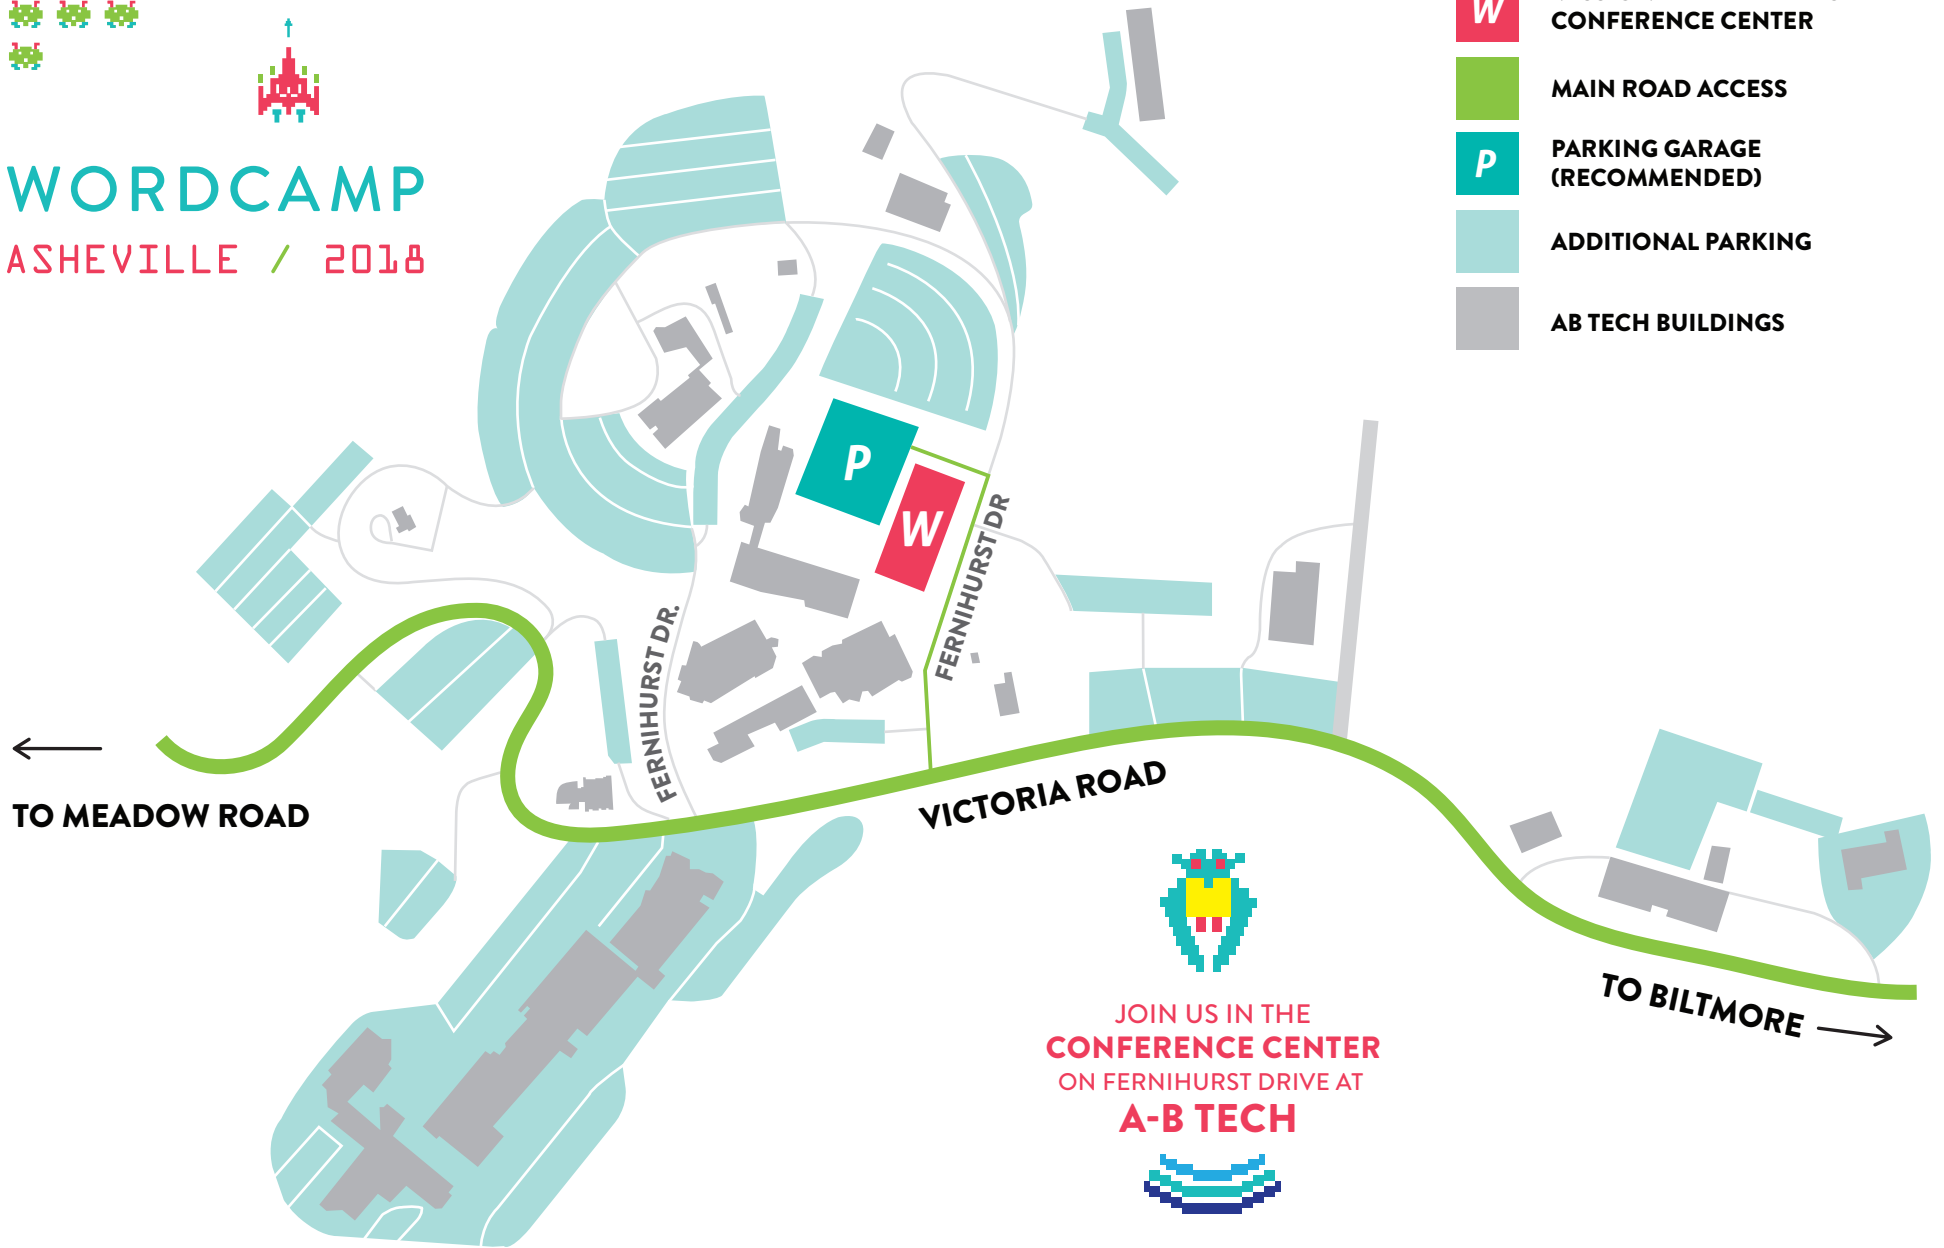 W
CONFERENCE CENTER
MAIN ROAD ACCESS
P
PARKING GARAGE
(RECOMMENDED)
ADDITIONAL PARKING
AB TECH BUILDINGS
WORDCAMP
ASHEVILLE / 2018
P
W
FERNIHURST DR
FERNIHURST DR.
VICTORIA ROAD
TO MEADOW ROAD
TO BILTMORE
JOIN US IN THE
CONFERENCE CENTER
ON FERNIHURST DRIVE AT
A-B TECH